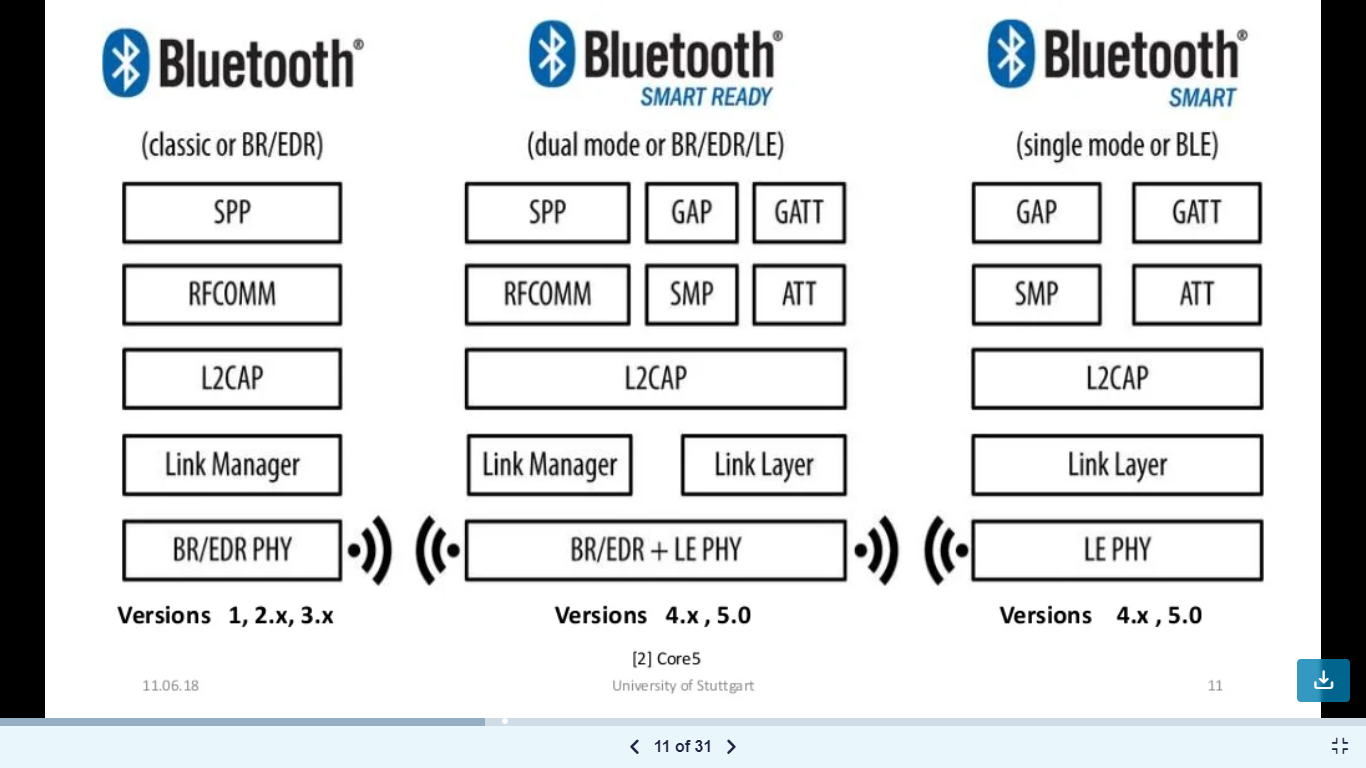 Bluetooth®
Bluetooth®
SMART READY
Bluetooth®
SMART
(classic or BR/EDR)
(dual mode or BR/EDR/LE)
(single mode or BLE)
SPP
SPP GAP GATT
GAP GATT
RFCOMM
RFCOMM SMP ATT
SMP ATT
L2CAP
L2CAP
L2CAP
Link Manager
Link Manager Link Layer
Link Layer
BR/EDR PHY
BR/EDR + LE PHY
LE PHY
Versions 1, 2.x, 3.x
Versions 4.x , 5.0
Versions 4.x , 5.0
[2] Core5
11.06.18
University of Stuttgart
11
11 of 31